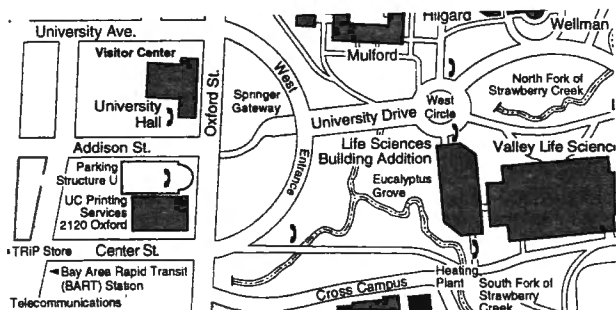 University Ave.
Hilgard
Wellman
Visitor Center
Mulford
University
Hall
Oxford St.
West
Entrance
Springer
Gateway
University Drive
West
Circle
North Fork of
Strawberry Creek
Addison St.
Life Sciences
Building Addition
Valley Life Scienc
Parking
Structure U
Eucalyptus
Grove
UC Printing
Services
2120 Oxford
TRiP Store
Center St.
Bay Area Rapid Transit
(BART) Station
Telecommunications
Cross Campus
Heating
Plant
South Fork of
Strawberry
Creek